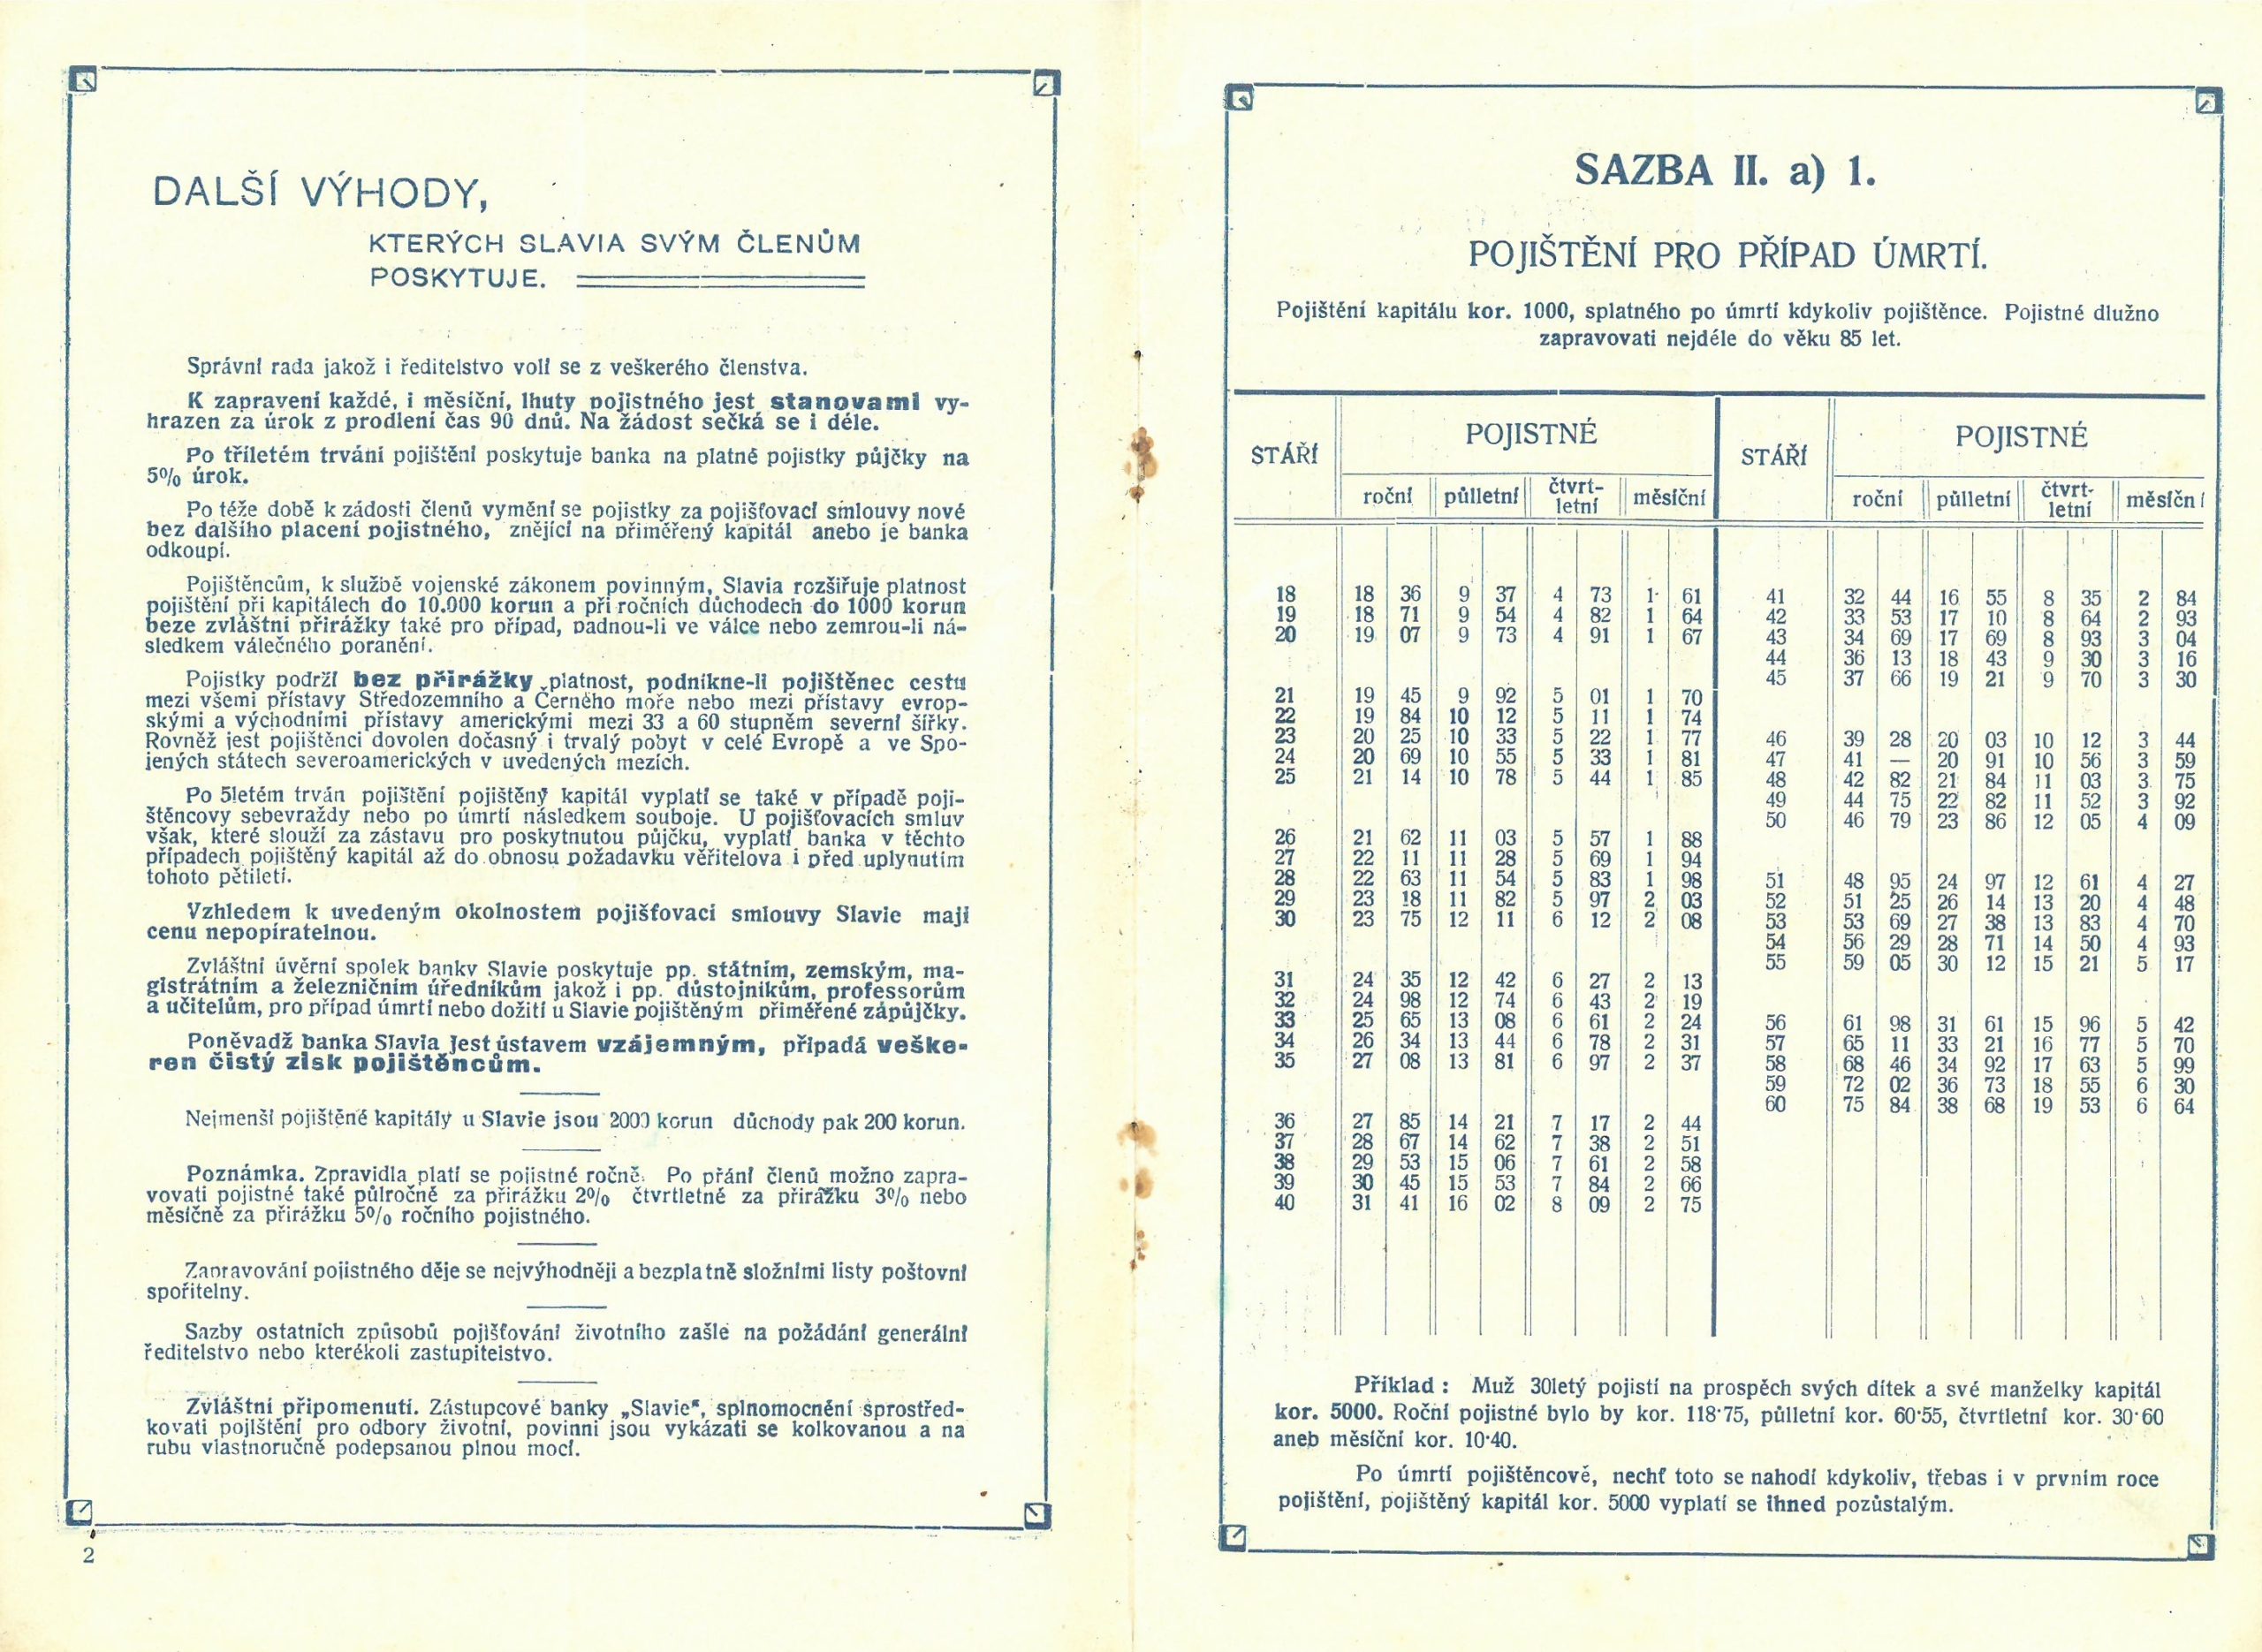 DALŠÍ VÝHODY,
KTERÝCH SLAVIA SVÝM ČLENŮM
POSKYTUJE.
Správní rada jakož i ředitelstvo volí se z veškerého členstva.
K zapravení každé, i měsíční, lhuty pojistného jest stanovami vy-
hrazen za úrok z prodlení čas 90 dnů. Na žádost sečká se i déle.
Po tříletém trvání pojištění poskytuje banka na platné pojistky půjčky na
5% úrok.
Po téže době k zádosti členů vymění se pojistky za pojišťovací smlouvy nové
bez dalšího placení pojistného, znějící na přiměřený kapitál anebo je banka
odkoupí.
Pojištěncům, k službě vojenské zákonem povinným, Slavia rozšiřuje platnost
pojištění při kapitálech do 10.000 korun a při ročních důchodech do 1000 korun
beze zvláštní přirážky také pro případ, padnou-li ve válce nebo zemrou-li ná-
sledkem válečného poranění.
Pojistky podrží bez přirážky platnost, podnikne-li pojištěnec cestu
mezi všemi přístavy Středozemního a Černého moře nebo mezi přístavy evrop-
skými a východními přístavy americkými mezi 33 a 60 stupněm severní šířky.
Rovněž jest pojištěnci dovolen dočasný i trvalý pobyt v celé Evropě a ve Spo-
jených státech severoamerických v uvedených mezích.
Po 5letém trván pojištění pojištěný kapitál vyplatí se také v případě poji-
štěncovy sebevraždy nebo po úmrtí následkem souboje. U pojišťovacích smluv
však, které slouží za zástavu pro poskytnutou půjčku, vyplatí banka v těchto
případech pojištěný kapitál až do obnosu požadavku věřitelova i před uplynutím
tohoto pětiletí.
Vzhledem k uvedeným okolnostem pojišťovací smlouvy Slavie mají
cenu nepopíratelnou.
Zvláštní úvěrní spolek banky Slavie poskytuje pp. státním, zemským, ma-
gistrátním a železničním úředníkům jakož i pp. důstojníkům, professorům
a učitelům, pro případ úmrtí nebo dožití u Slavie pojištěným přiměřené zápůjčky.
Poněvadž banka Slavia jest ústavem vzájemným, připadá veške-
ren čistý zisk pojištěncům.
Nejmenší pojištěné kapitály u Slavie jsou 2000 korun důchody pak 200 korun.
Poznámka. Zpravidla platí se pojistné ročně. Po přání členů možno zapra-
vovati pojistné také půlročně za přirážku 2% čtvrtletně za přirážku 3% nebo
měsíčně za přirážku 5% ročního pojistného.
Zapravování pojistného děje se nejvýhodněji a bezplatně složními listy poštovní
spořitelny.
Sazby ostatních způsobů pojišťování životního zašle na požádání generální
ředitelstvo nebo kterékoli zastupitelstvo.
Zvláštní připomenutí. Zástupcové banky „Slavie“, splnomocnění sprostřed-
kovati pojištění pro odbory životní, povinni jsou vykázati se kolkovanou a na
rubu vlastnoručně podepsanou plnou mocí.
2
SAZBA II. a) 1.
POJIŠTĚNÍ PRO PŘÍPAD ÚMRTÍ.
Pojištění kapitálu kor. 1000, splatného po úmrtí kdykoliv pojištěnce. Pojistné dlužno
zapravovati nejdéle do věku 85 let.
STÁŘÍ POJISTNÉ
roční půlletní čtvrt-letní měsíční
18 18 36 9 37 4 73 1 61
19 18 71 9 54 4 82 1 64
20 19 07 9 73 4 91 1 67
21 19 45 9 92 5 01 1 70
22 19 84 10 12 5 11 1 74
23 20 25 10 33 5 22 1 77
24 20 69 10 55 5 33 1 81
25 21 14 10 78 5 44 1 85
26 21 62 11 03 5 57 1 88
27 22 11 11 28 5 69 1 94
28 22 63 11 54 5 83 1 98
29 23 18 11 82 5 97 2 03
30 23 75 12 11 6 12 2 08
31 24 35 12 42 6 27 2 13
32 24 98 12 74 6 43 2 19
33 25 65 13 08 6 61 2 24
34 26 34 13 44 6 78 2 31
35 27 08 13 81 6 97 2 37
36 27 85 14 21 7 17 2 44
37 28 67 14 62 7 38 2 51
38 29 53 15 06 7 61 2 58
39 30 45 15 53 7 84 2 66
40 31 41 16 02 8 09 2 75
STÁŘÍ POJISTNÉ
roční půlletní čtvrt-letní měsíční
41 32 44 16 55 8 35 2 84
42 33 53 17 10 8 64 2 93
43 34 69 17 69 8 93 3 04
44 36 13 18 43 9 30 3 16
45 37 66 19 21 9 70 3 30
46 39 28 20 03 10 12 3 44
47 41 — 20 91 10 56 3 59
48 42 82 21 84 11 03 3 75
49 44 75 22 82 11 52 3 92
50 46 79 23 86 12 05 4 09
51 48 95 24 97 12 61 4 27
52 51 25 26 14 13 20 4 48
53 53 69 27 38 13 83 4 70
54 56 29 28 71 14 50 4 93
55 59 05 30 12 15 21 5 17
56 61 98 31 61 15 96 5 42
57 65 11 33 21 16 77 5 70
58 68 46 34 92 17 63 5 99
59 72 02 36 73 18 55 6 30
60 75 84 38 68 19 53 6 64
Příklad: Muž 30letý pojistí na prospěch svých dítek a své manželky kapitál
kor. 5000. Roční pojistné bylo by kor. 118·75, půlletní kor. 60·55, čtvrtletní kor. 30·60
aneb měsíční kor. 10·40.
Po úmrtí pojištěncově, nechť toto se nahodí kdykoliv, třebas i v prvním roce
pojištění, pojištěný kapitál kor. 5000 vyplatí se ihned pozůstalým.